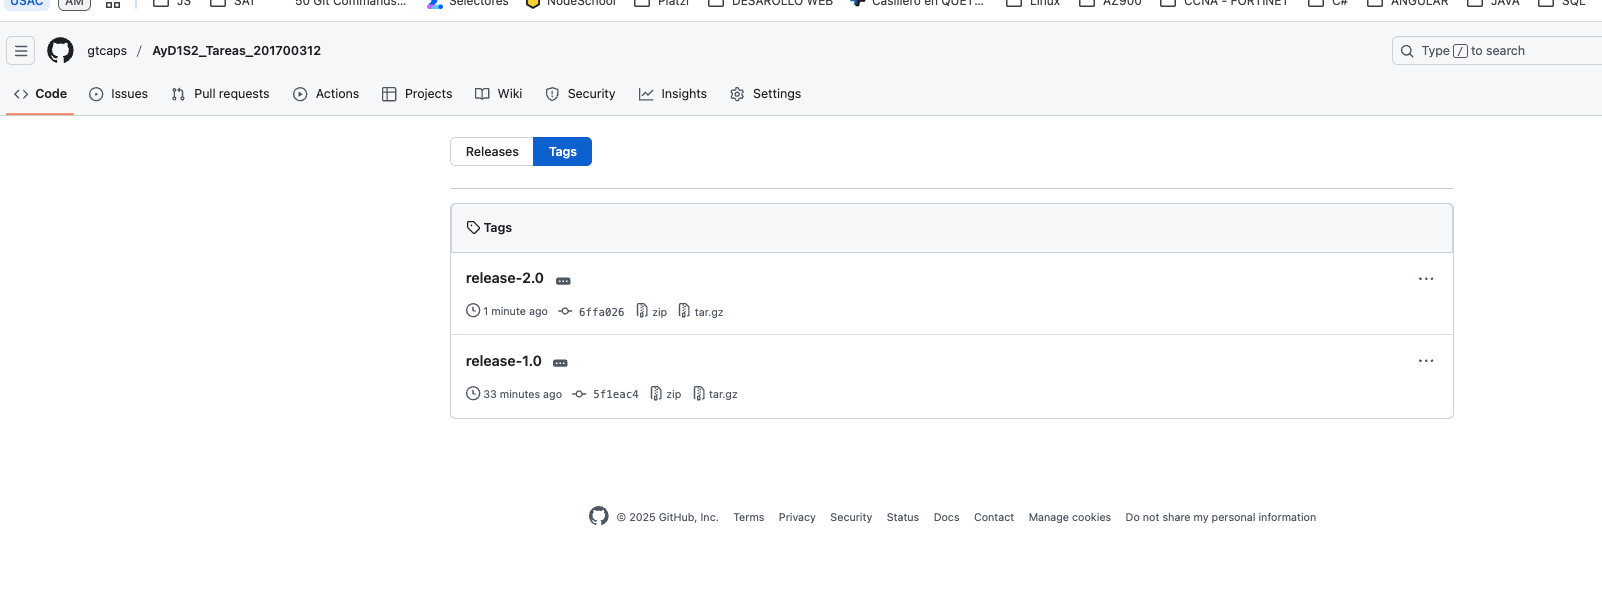 USAC AM JS SAT 50 Git Commands... Selectores NodeSchool Platzi DESAROLLO WEB Casillero en QUET... Linux AZ900 CCNA - FORTINET C# ANGULAR JAVA SQL
gtcaps / AyD1S2_Tareas_201700312 Type / to search
Code Issues Pull requests Actions Projects Wiki Security Insights Settings
Releases Tags
Tags
release-2.0
1 minute ago 6ffa026 zip tar.gz
release-1.0
33 minutes ago 5f1eac4 zip tar.gz
© 2025 GitHub, Inc. Terms Privacy Security Status Docs Contact Manage cookies Do not share my personal information